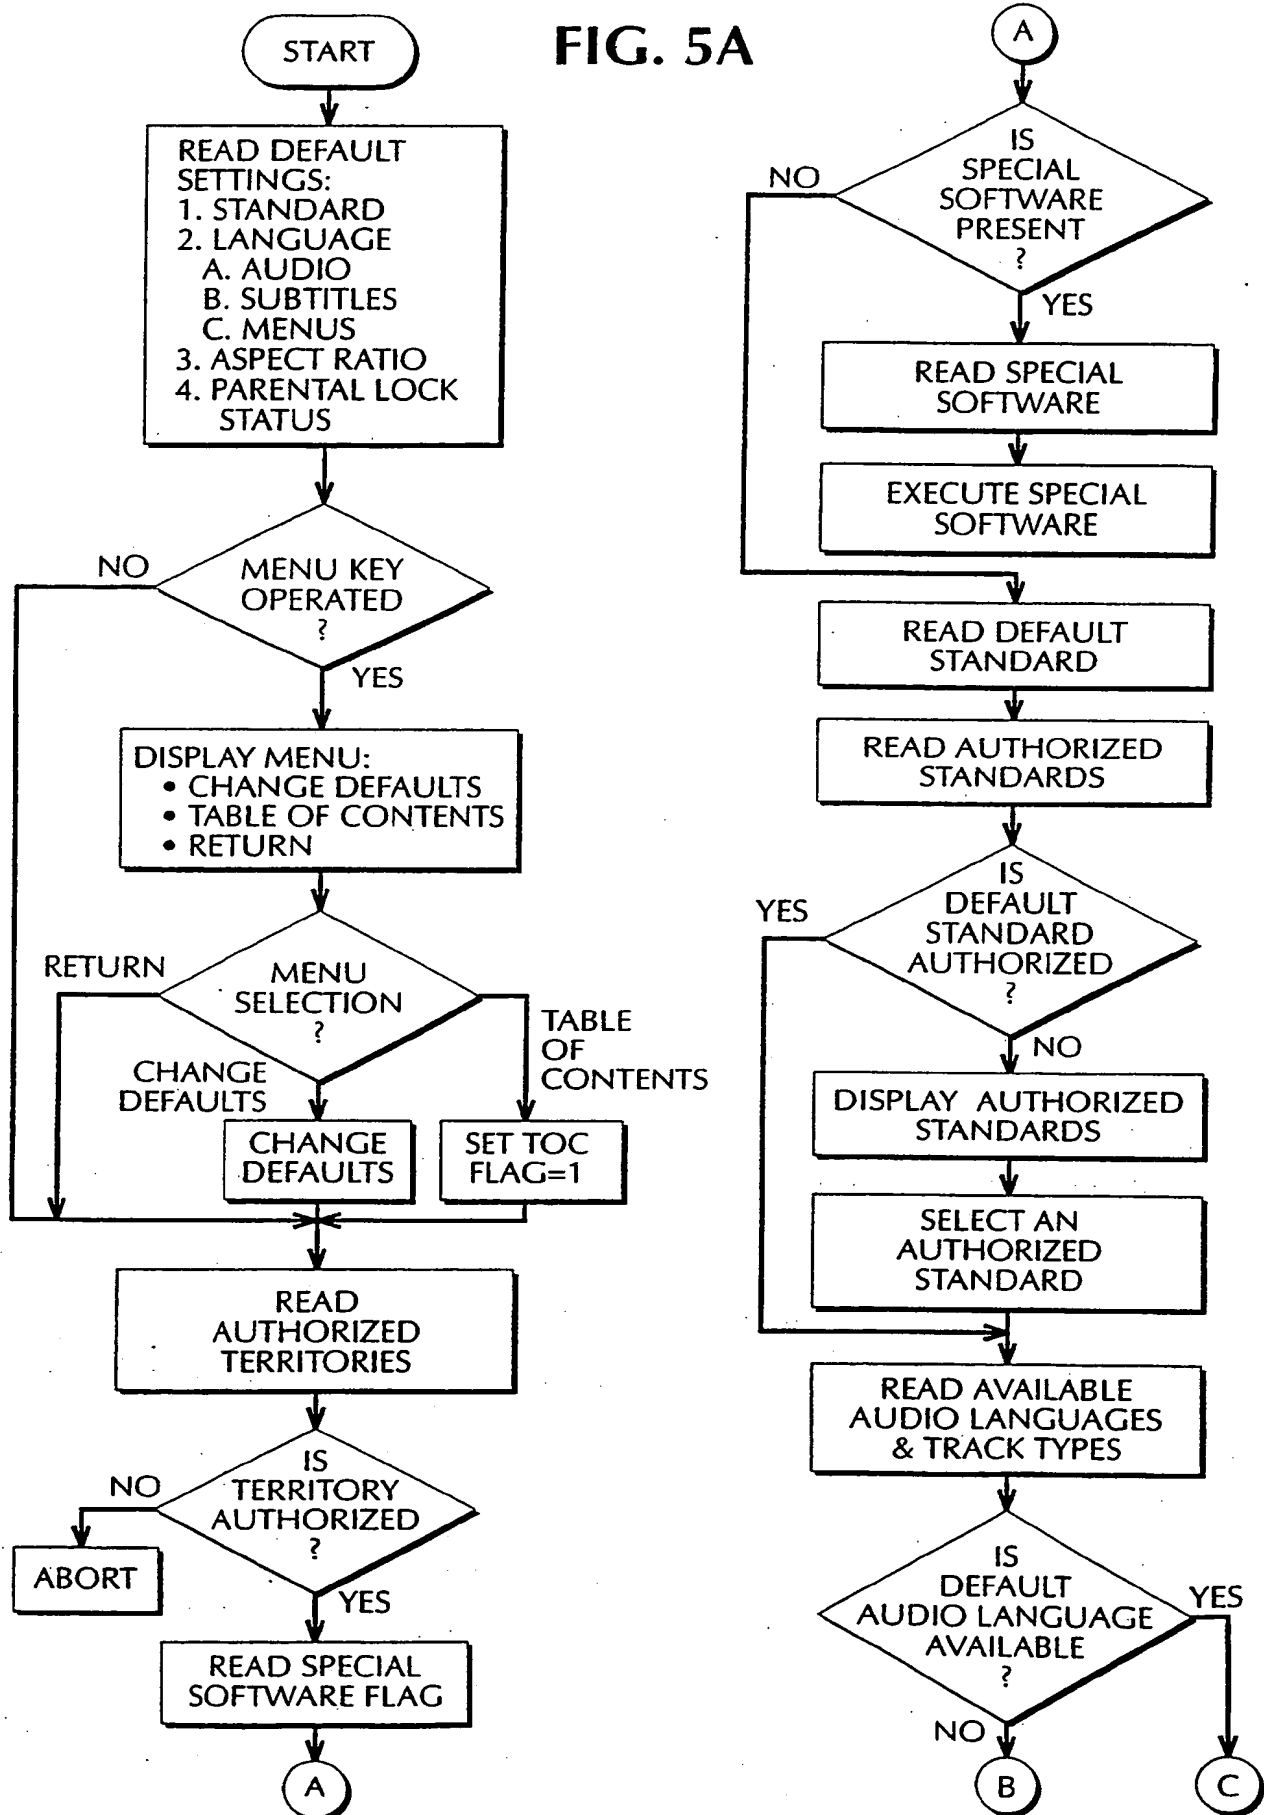 FIG. 5A
START
READ DEFAULT
SETTINGS:
1. STANDARD
2. LANGUAGE
A. AUDIO
B. SUBTITLES
C. MENUS
3. ASPECT RATIO
4. PARENTAL LOCK
STATUS
MENU KEY
OPERATED
?
NO
YES
DISPLAY MENU:
• CHANGE DEFAULTS
• TABLE OF CONTENTS
• RETURN
MENU
SELECTION
?
RETURN
CHANGE
DEFAULTS
TABLE
OF
CONTENTS
CHANGE
DEFAULTS
SET TOC
FLAG=1
READ
AUTHORIZED
TERRITORIES
IS
TERRITORY
AUTHORIZED
?
NO
ABORT
YES
READ SPECIAL
SOFTWARE FLAG
A
A
IS
SPECIAL
SOFTWARE
PRESENT
?
NO
YES
READ SPECIAL
SOFTWARE
EXECUTE SPECIAL
SOFTWARE
READ DEFAULT
STANDARD
READ AUTHORIZED
STANDARDS
IS
DEFAULT
STANDARD
AUTHORIZED
?
YES
NO
DISPLAY AUTHORIZED
STANDARDS
SELECT AN
AUTHORIZED
STANDARD
READ AVAILABLE
AUDIO LANGUAGES
& TRACK TYPES
IS
DEFAULT
AUDIO LANGUAGE
AVAILABLE
?
YES
NO
B
C